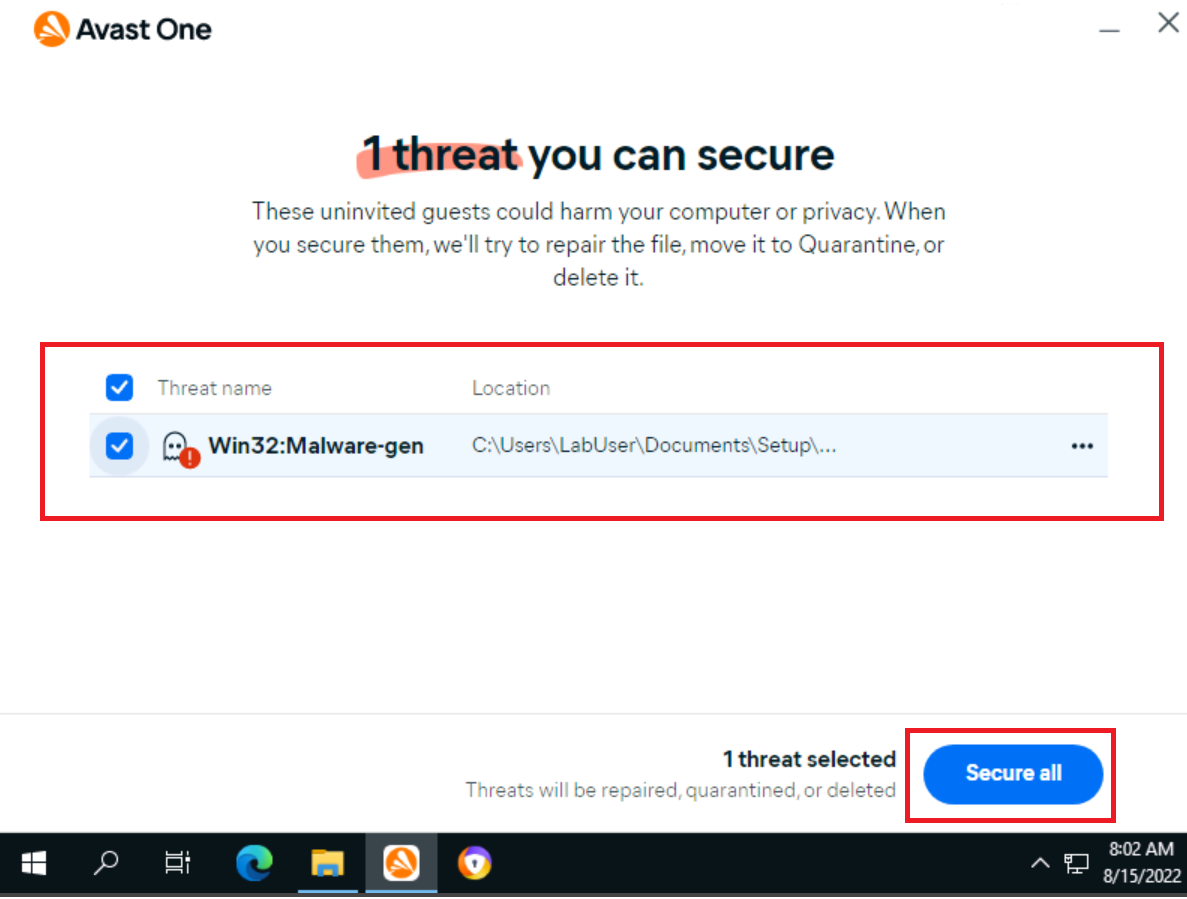 Avast One
1 threat you can secure
These uninvited guests could harm your computer or privacy. When
you secure them, we'll try to repair the file, move it to Quarantine, or
delete it.
Threat name Location
Win32:Malware-gen C:\Users\LabUser\Documents\Setup\...
1 threat selected
Threats will be repaired, quarantined, or deleted
Secure all
8:02 AM
8/15/2022